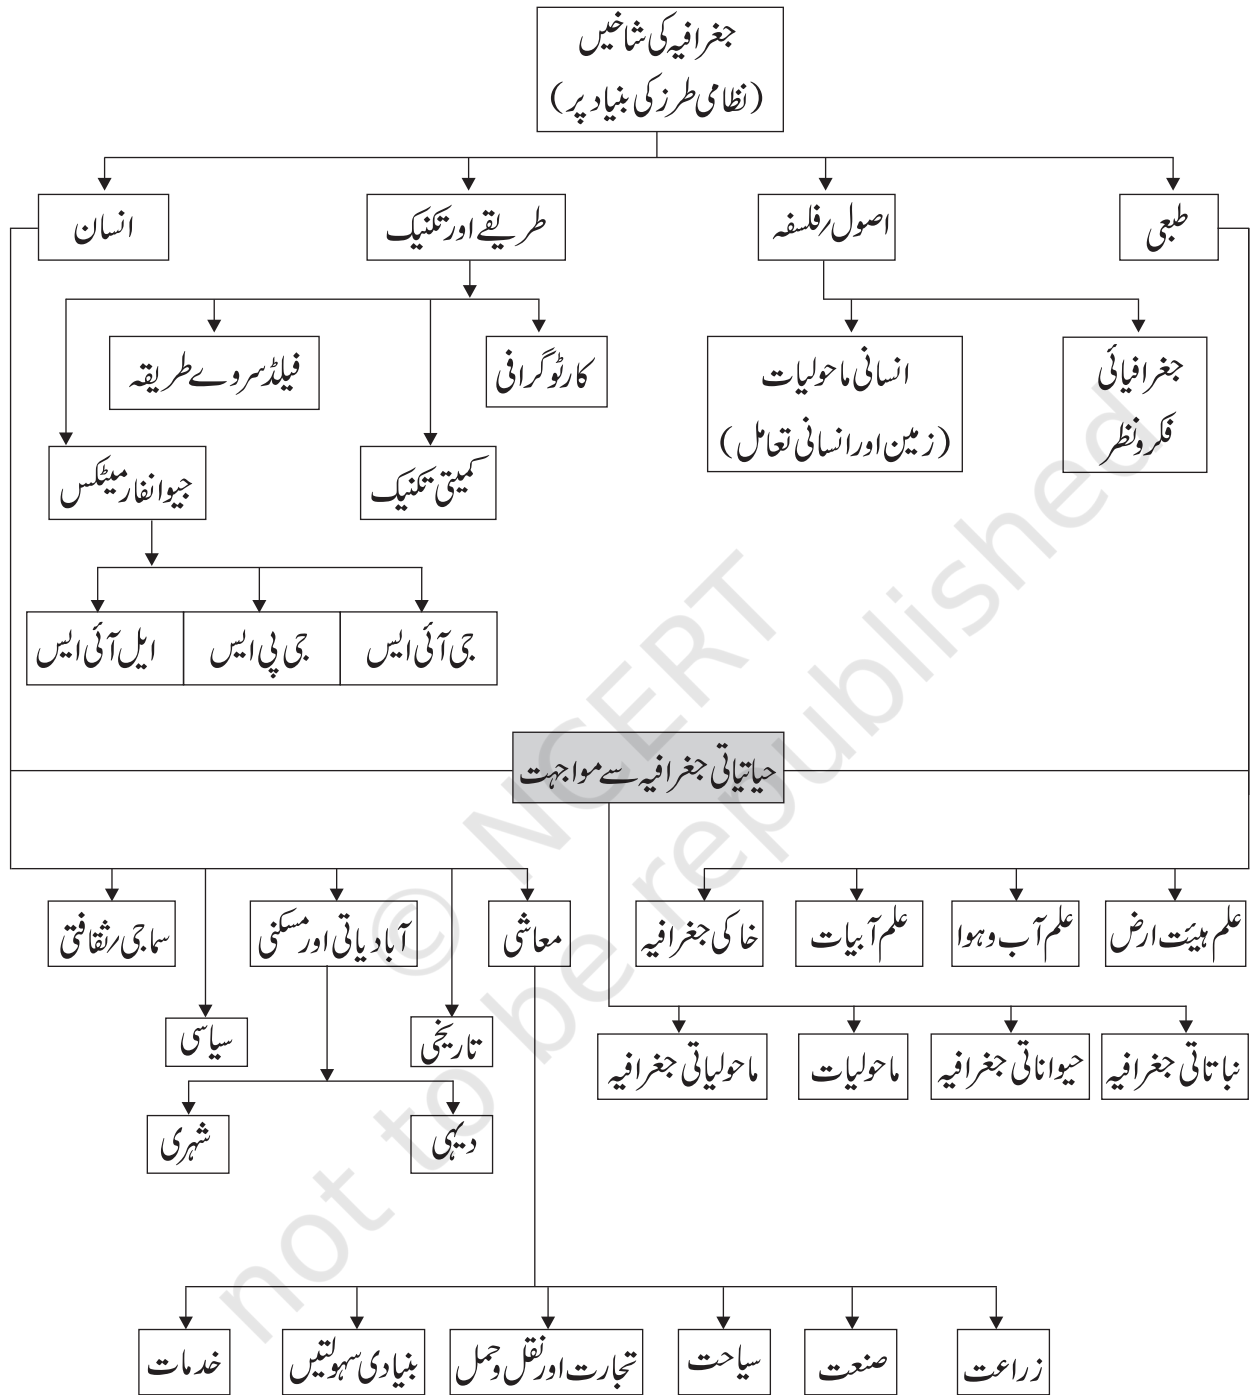 جغرافیہ کی شاخیں
(نظامی طرز کی بنیاد پر)
طبعی
اصول/فلسفہ
طریقے اور تکنیک
انسان
جغرافیائی
فکر و نظر
انسانی ماحولیات
(زمین اور انسانی تعامل)
کارٹوگرافی
فیلڈ سروے طریقہ
کمیتی تکنیک
جیوانفارمیٹکس
جی آئی ایس
جی پی ایس
ایل آئی ایس
حیاتیاتی جغرافیہ سے مواجہت
علم ہیئت ارض
علم آب و ہوا
علم آبیات
خاکی جغرافیہ
معاشی
آبادیاتی اور مسکنی
سماجی/ثقافتی
تاریخی
سیاسی
نباتاتی جغرافیہ
حیواناتی جغرافیہ
ماحولیات
ماحولیاتی جغرافیہ
دیہی
شہری
زراعت
صنعت
سیاحت
تجارت اور نقل و حمل
بنیادی سہولتیں
خدمات
© NCERT
not to be republished